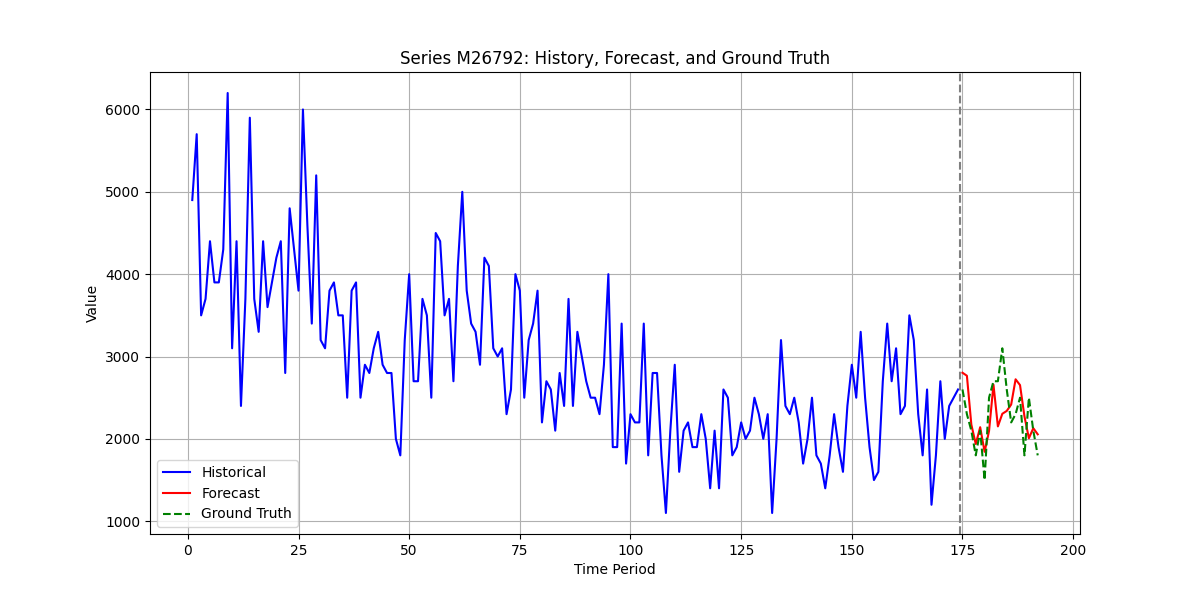 Series M26792: History, Forecast, and Ground Truth
Value
6000
5000
4000
3000
2000
1000
Historical
Forecast
Ground Truth
0 25 50 75 100 125 150 175 200
Time Period